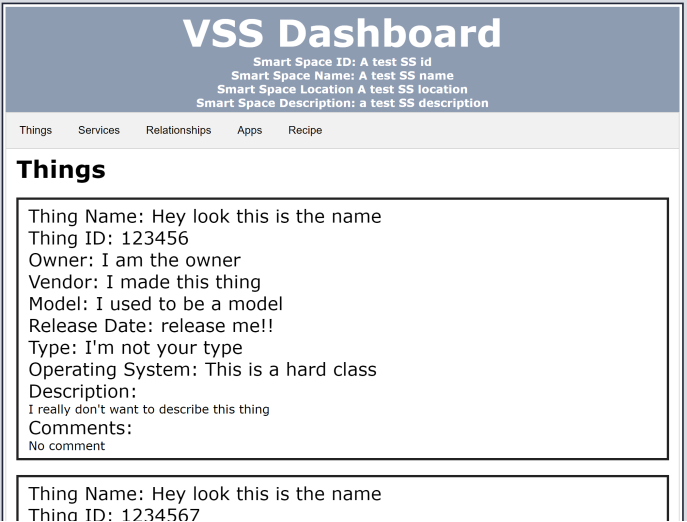 VSS Dashboard
Smart Space ID: A test SS id
Smart Space Name: A test SS name
Smart Space Location A test SS location
Smart Space Description: a test SS description
Things Services Relationships Apps Recipe
Things
Thing Name: Hey look this is the name
Thing ID: 123456
Owner: I am the owner
Vendor: I made this thing
Model: I used to be a model
Release Date: release me!!
Type: I'm not your type
Operating System: This is a hard class
Description:
I really don't want to describe this thing
Comments:
No comment
Thing Name: Hey look this is the name
Thing ID: 1234567